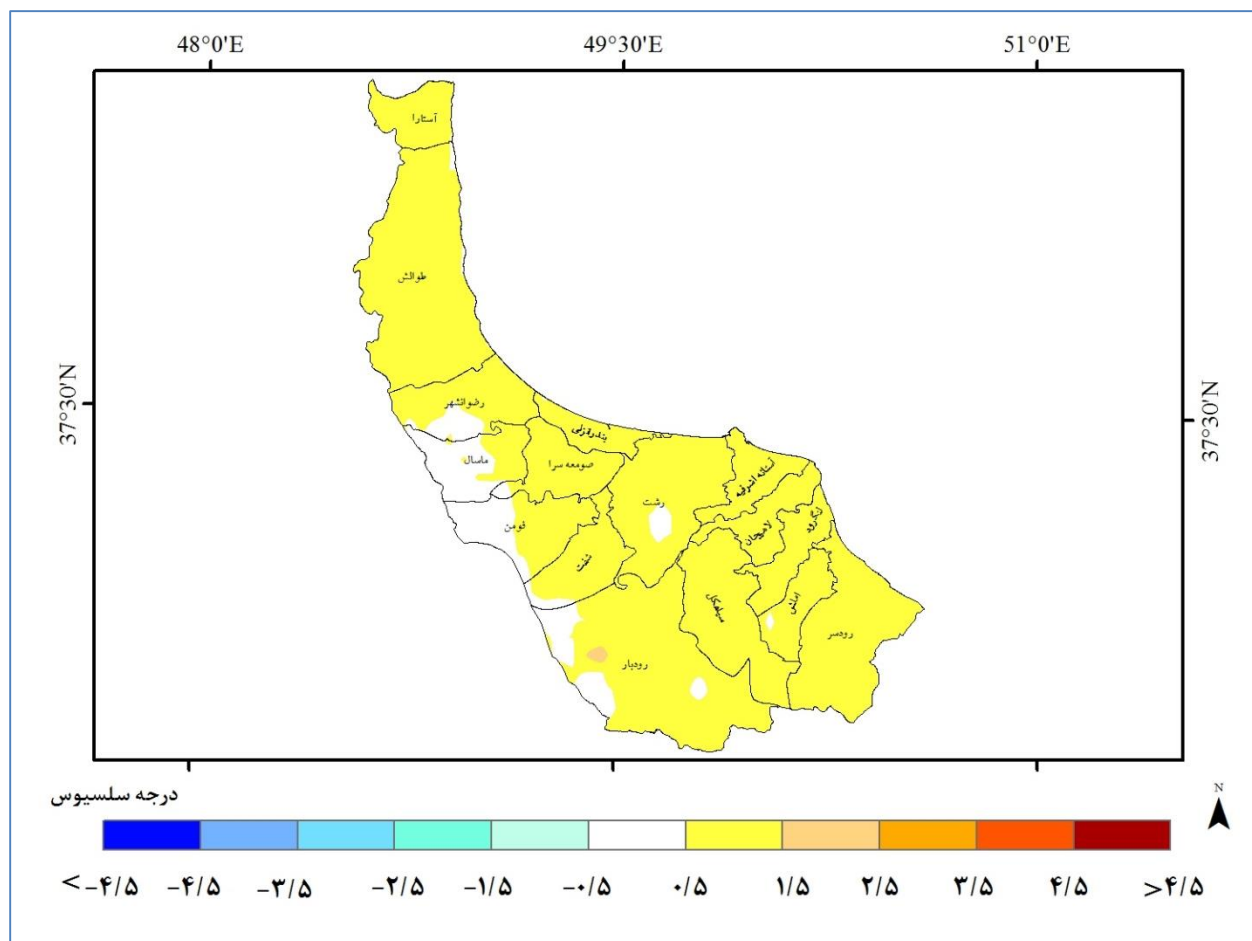 48°0'E 49°30'E 51°0'E
آستارا
طوالش
37°30'N 37°30'N
رضوانشهر
بندرانزلی
ماسال
صومعه سرا
آستانه اشرفیه
رشت
لنگرود
فومن
لاهیجان
شفت
سیاهکل
املش
رودسر
رودبار
درجه سلسیوس
N
<-۴/۵ -۴/۵ -۳/۵ -۲/۵ -۱/۵ -۰/۵ ۰/۵ ۱/۵ ۲/۵ ۳/۵ ۴/۵ >۴/۵